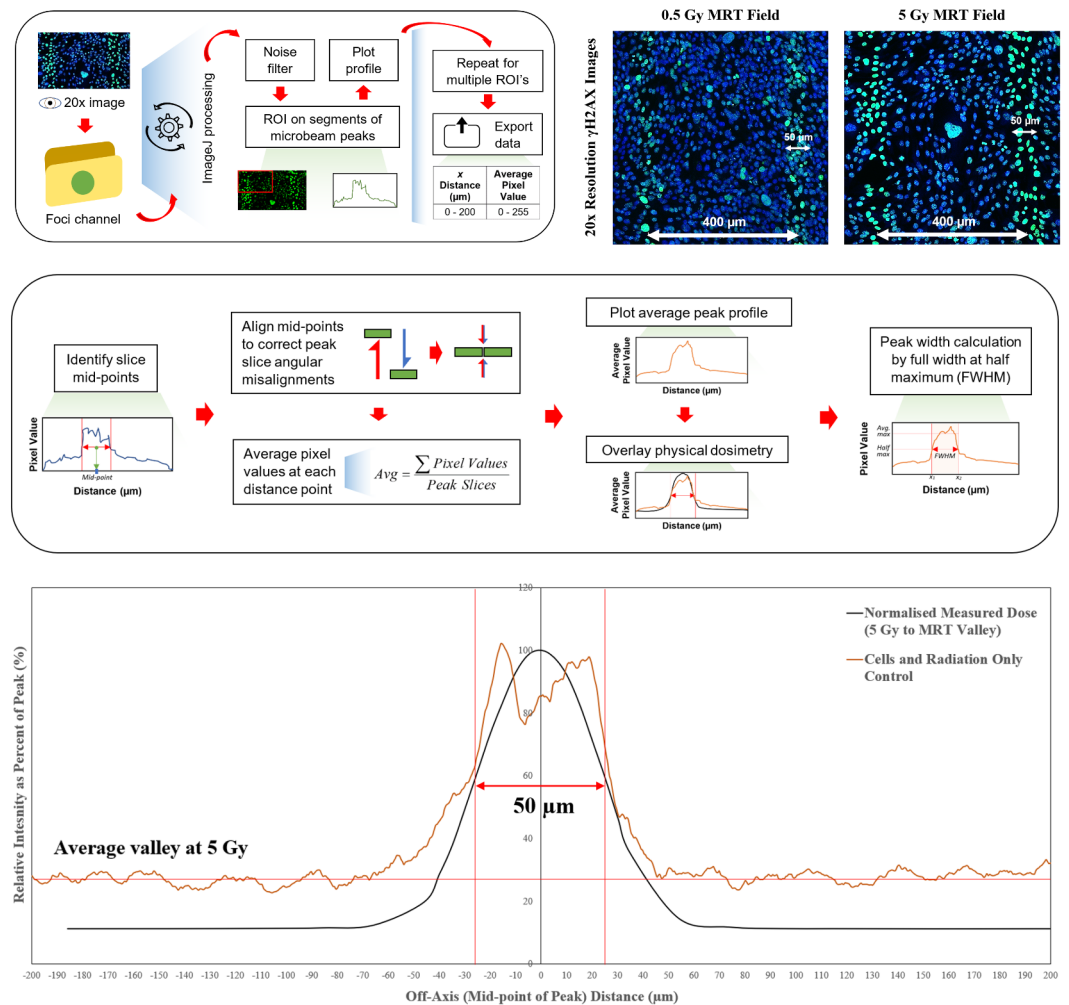 20x image
Foci channel
ImageJ processing
Noise
filter
Plot
profile
ROI on segments of
microbeam peaks
Repeat for
multiple ROI's
Export
data
x
Distance
(µm)
Average
Pixel
Value
0 - 200
0 - 255
20x Resolution γH2AX Images
0.5 Gy MRT Field
50 µm
400 µm
5 Gy MRT Field
50 µm
400 µm
Identify slice
mid-points
Pixel Value
Mid-point
Distance (µm)
Align mid-points
to correct peak
slice angular
misalignments
Average pixel
values at each
distance point
Avg = ∑ Pixel Values
Peak Slices
Plot average peak profile
Average
Pixel Value
Distance (µm)
Overlay physical dosimetry
Average
Pixel Value
Distance (µm)
Peak width calculation
by full width at half
maximum (FWHM)
Pixel Value
Avg.
max
Half
max
FWHM
x₁
x₂
Distance (µm)
Relative Intesnity as Percent of Peak (%)
120
100
80
60
40
20
0
Normalised Measured Dose
(5 Gy to MRT Valley)
Cells and Radiation Only
Control
50 µm
Average valley at 5 Gy
-200 -190 -180 -170 -160 -150 -140 -130 -120 -110 -100 -90 -80 -70 -60 -50 -40 -30 -20 -10 0 10 20 30 40 50 60 70 80 90 100 110 120 130 140 150 160 170 180 190 200
Off-Axis (Mid-point of Peak) Distance (µm)